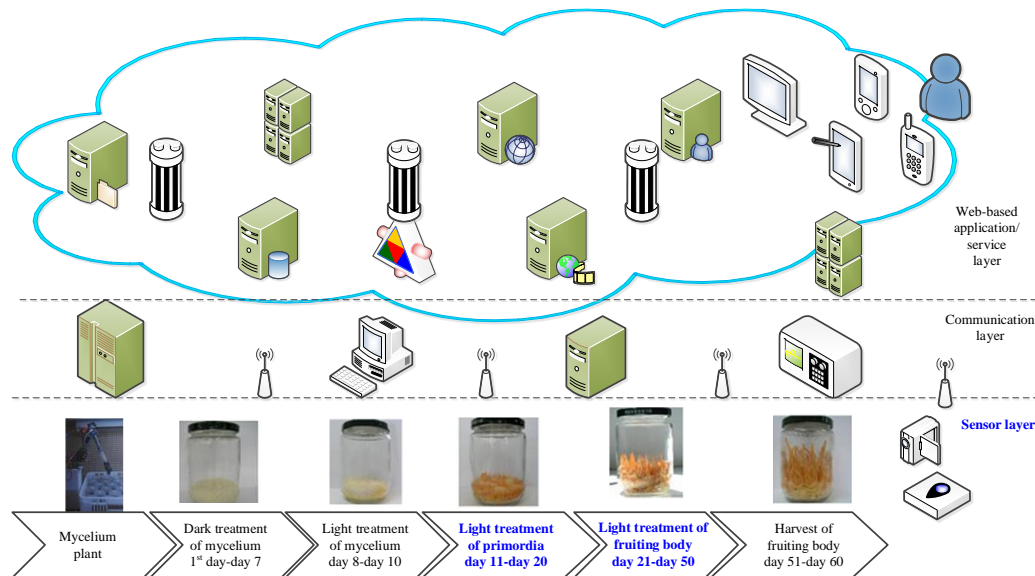 Web-based
application/
service
layer
Communication
layer
Sensor layer
Mycelium
plant
Dark treatment
of mycelium
1st day-day 7
Light treatment
of mycelium
day 8-day 10
Light treatment
of primordia
day 11-day 20
Light treatment of
fruiting body
day 21-day 50
Harvest of
fruiting body
day 51-day 60